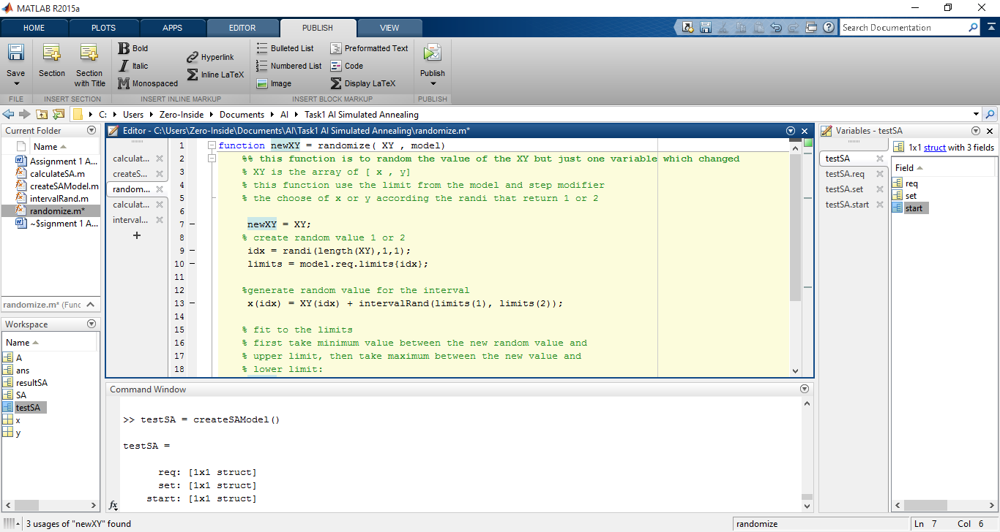 MATLAB R2015a
HOME PLOTS APPS EDITOR PUBLISH VIEW
Search Documentation
Save
Section
Section with Title
Bold
Italic
Monospaced
Hyperlink
Inline LaTeX
Bulleted List
Numbered List
Image
Preformatted Text
Code
Display LaTeX
Publish
FILE INSERT SECTION INSERT INLINE MARKUP INSERT BLOCK MARKUP PUBLISH
C: Users Zero-Inside Documents AI Task1 AI Simulated Annealing
Current Folder
Name
Assignment 1 A...
calculateSA.m
createSAModel.m
intervalRand.m
randomize.m*
~$signment 1 A...
randomize.m* (Func
Workspace
Name
A
ans
resultSA
SA
testSA
x
y
Editor - C:\Users\Zero-Inside\Documents\AI\Task1 AI Simulated Annealing\randomize.m*
calculat...
createS...
random...
calculat...
interval...
+
1 function newXY = randomize( XY , model)
2 %% this function is to random the value of the XY but just one variable which changed
3 % XY is the array of [ x , y]
4 % this function use the limit from the model and step modifier
5 % the choose of x or y according the randi that return 1 or 2
6
7 – newXY = XY;
8 % create random value 1 or 2
9 – idx = randi(length(XY),1,1);
10 – limits = model.req.limits{idx};
11
12 %generate random value for the interval
13 – x(idx) = XY(idx) + intervalRand(limits(1), limits(2));
14
15 % fit to the limits
16 % first take minimum value between the new random value and
17 % upper limit, then take maximum between the new value and
18 % lower limit:
Command Window
>> testSA = createSAModel()
testSA =
req: [1x1 struct]
set: [1x1 struct]
start: [1x1 struct]
fx
Variables - testSA
testSA
testSA.req
testSA.set
testSA.start
1x1 struct with 3 fields
Field
req
set
start
3 usages of "newXY" found
randomize
Ln 7 Col 6